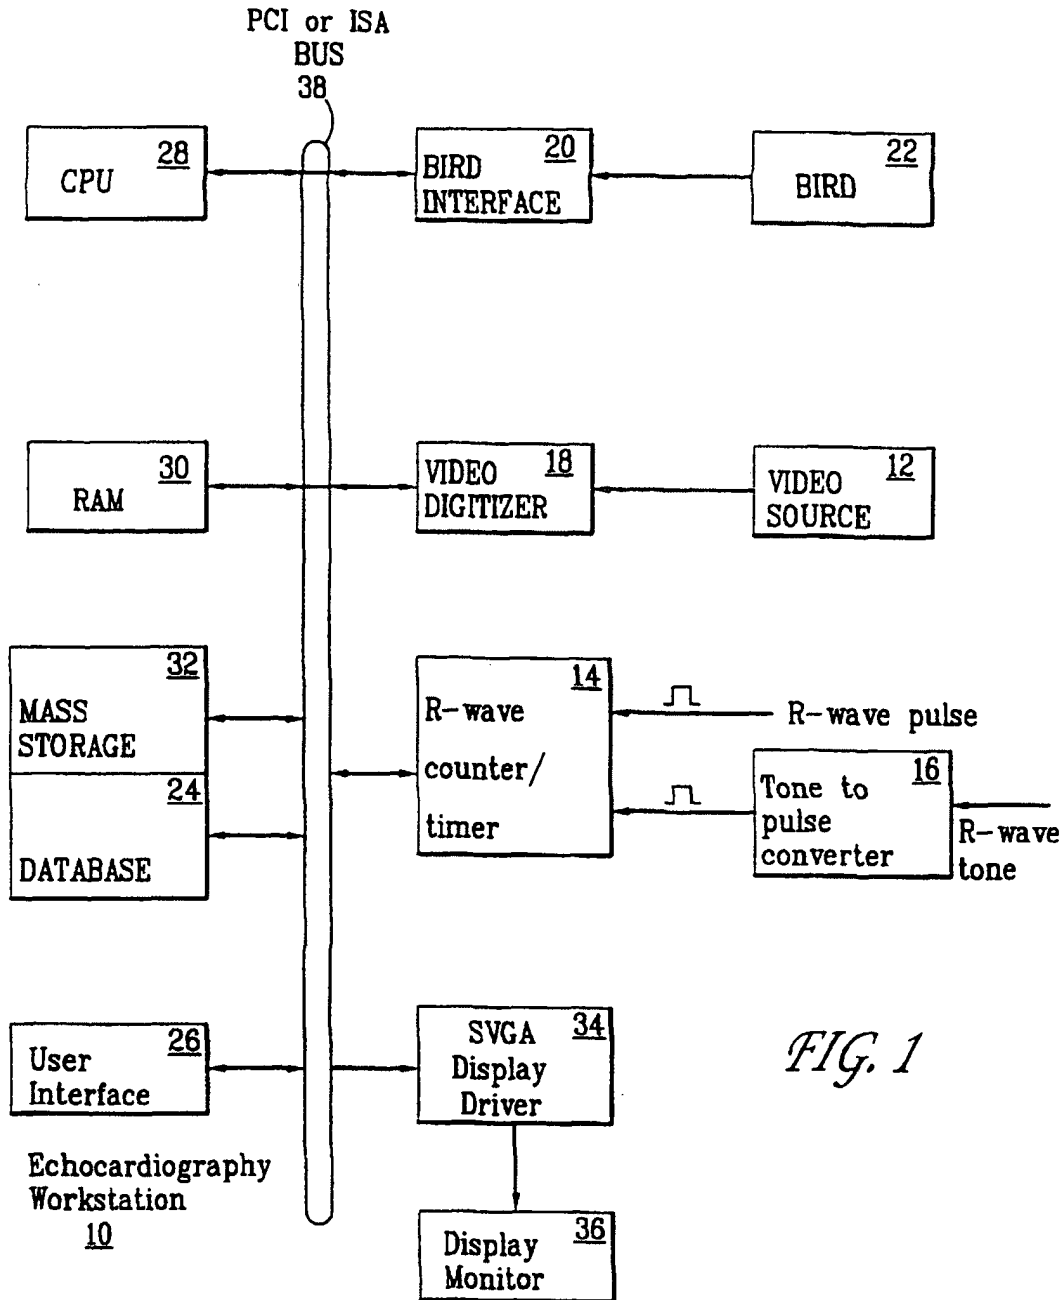 PCI or ISA
BUS
38
28
CPU
20
BIRD
INTERFACE
22
BIRD
30
RAM
18
VIDEO
DIGITIZER
12
VIDEO
SOURCE
32
MASS
STORAGE
24
DATABASE
14
R-wave
counter/
timer
R-wave pulse
16
Tone to
pulse
converter
R-wave
tone
26
User
Interface
34
SVGA
Display
Driver
FIG. 1
Echocardiography
Workstation
10
36
Display
Monitor